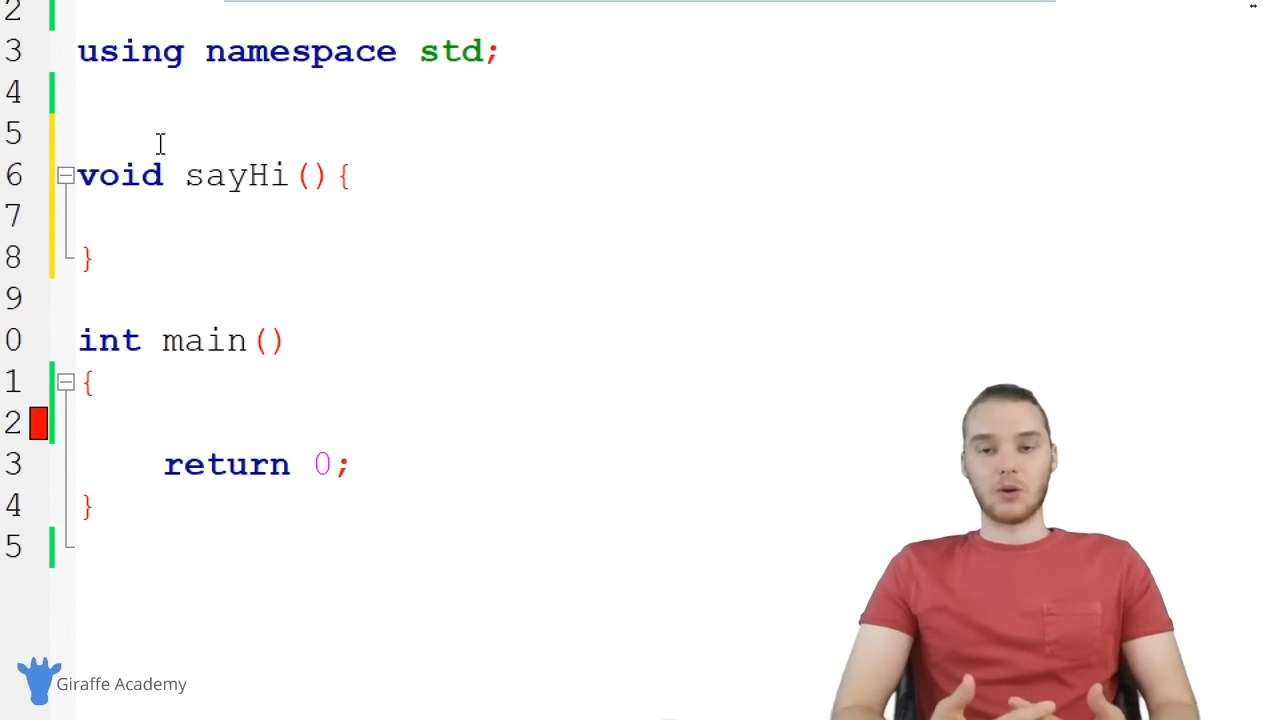 2
3 using namespace std;
4
5
6 void sayHi(){
7
8 }
9
0 int main()
1 {
2
3 return 0;
4 }
5
Giraffe Academy